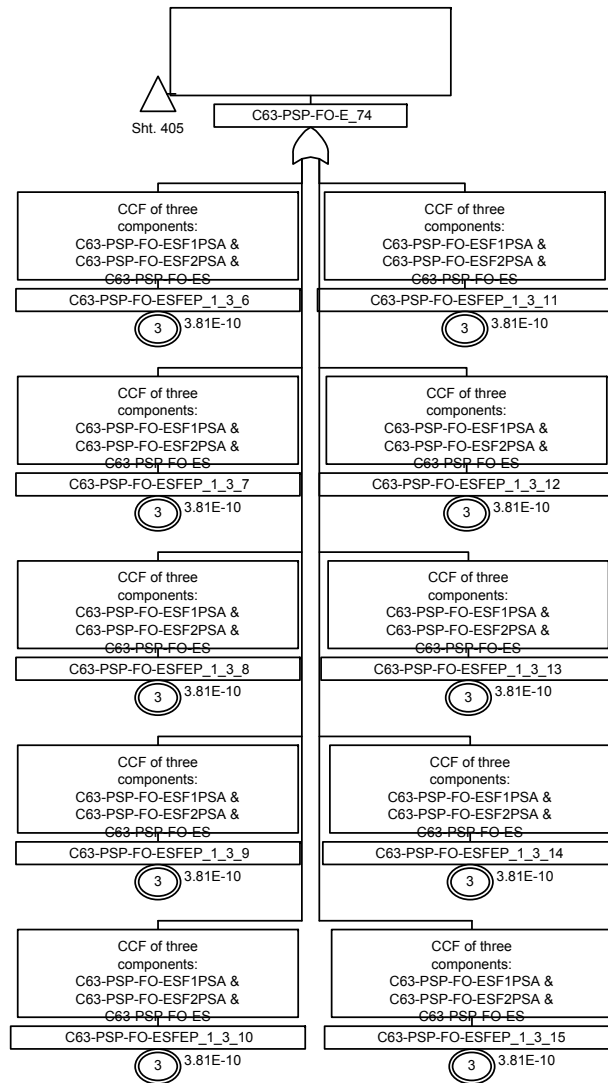 C63-PSP-FO-E_74
Sht. 405
CCF of three
components:
C63-PSP-FO-ESF1PSA &
C63-PSP-FO-ESF2PSA &
C63-PSP-FO-ES
C63-PSP-FO-ESFEP_1_3_6
3
3.81E-10
CCF of three
components:
C63-PSP-FO-ESF1PSA &
C63-PSP-FO-ESF2PSA &
C63-PSP-FO-ES
C63-PSP-FO-ESFEP_1_3_11
3
3.81E-10
CCF of three
components:
C63-PSP-FO-ESF1PSA &
C63-PSP-FO-ESF2PSA &
C63-PSP-FO-ES
C63-PSP-FO-ESFEP_1_3_7
3
3.81E-10
CCF of three
components:
C63-PSP-FO-ESF1PSA &
C63-PSP-FO-ESF2PSA &
C63-PSP-FO-ES
C63-PSP-FO-ESFEP_1_3_12
3
3.81E-10
CCF of three
components:
C63-PSP-FO-ESF1PSA &
C63-PSP-FO-ESF2PSA &
C63-PSP-FO-ES
C63-PSP-FO-ESFEP_1_3_8
3
3.81E-10
CCF of three
components:
C63-PSP-FO-ESF1PSA &
C63-PSP-FO-ESF2PSA &
C63-PSP-FO-ES
C63-PSP-FO-ESFEP_1_3_13
3
3.81E-10
CCF of three
components:
C63-PSP-FO-ESF1PSA &
C63-PSP-FO-ESF2PSA &
C63-PSP-FO-ES
C63-PSP-FO-ESFEP_1_3_9
3
3.81E-10
CCF of three
components:
C63-PSP-FO-ESF1PSA &
C63-PSP-FO-ESF2PSA &
C63-PSP-FO-ES
C63-PSP-FO-ESFEP_1_3_14
3
3.81E-10
CCF of three
components:
C63-PSP-FO-ESF1PSA &
C63-PSP-FO-ESF2PSA &
C63-PSP-FO-ES
C63-PSP-FO-ESFEP_1_3_10
3
3.81E-10
CCF of three
components:
C63-PSP-FO-ESF1PSA &
C63-PSP-FO-ESF2PSA &
C63-PSP-FO-ES
C63-PSP-FO-ESFEP_1_3_15
3
3.81E-10